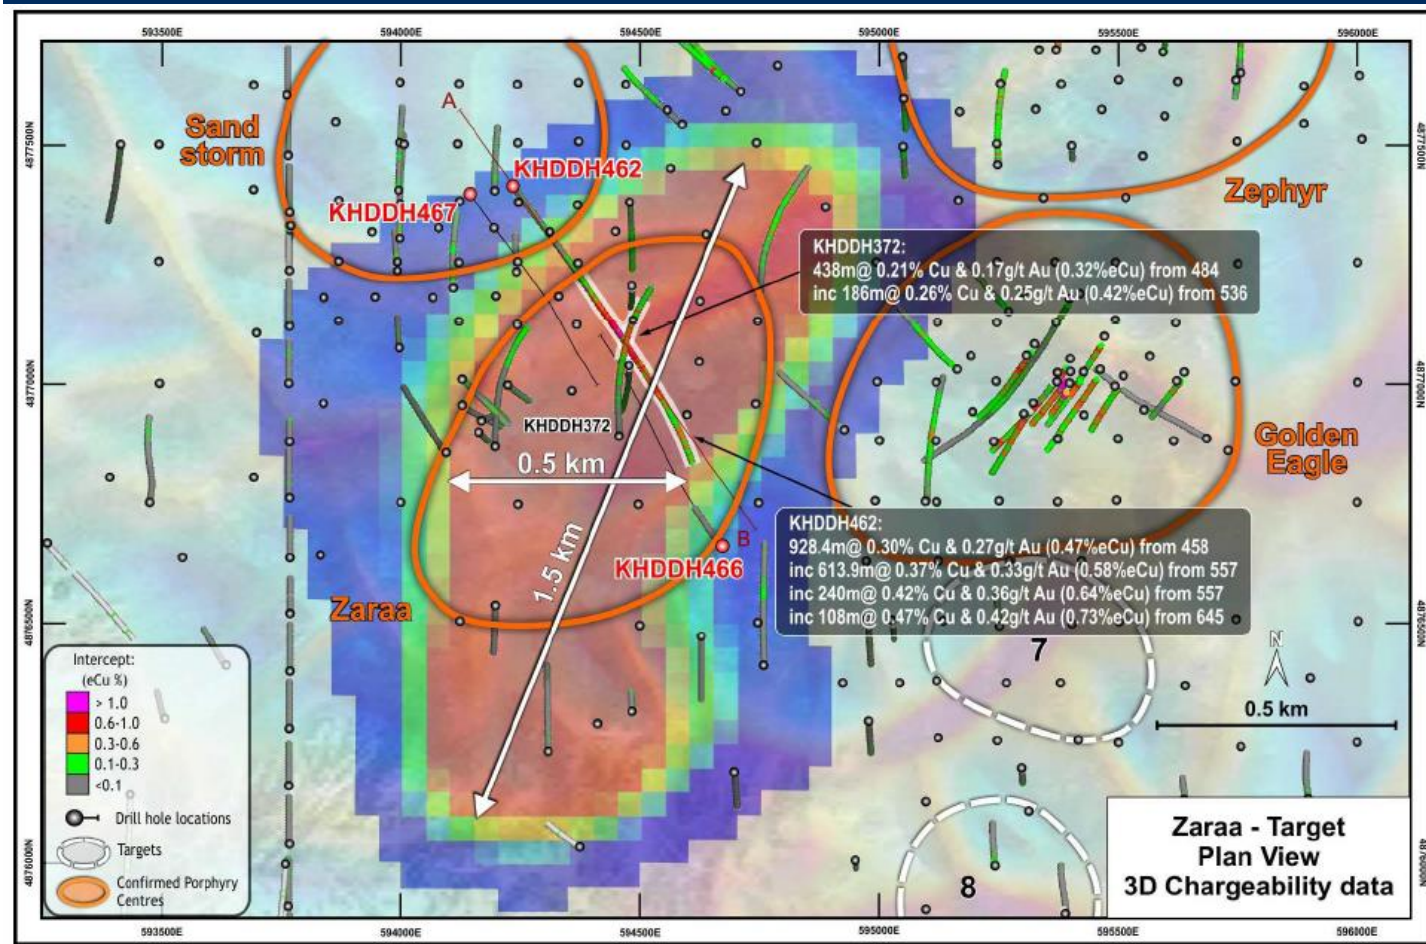 593500E
594000E
594500E
595000E
595500E
596000E
4877500N
4877500N
4877000N
4877000N
4876500N
4876500N
4876000N
4876000N
593500E
594000E
594500E
595000E
595500E
596000E
Sand
storm
A
KHDDH462
KHDDH467
Zephyr
KHDDH372:
438m@ 0.21% Cu & 0.17g/t Au (0.32%eCu) from 484
inc 186m@ 0.26% Cu & 0.25g/t Au (0.42%eCu) from 536
KHDDH372
0.5 km
1.5 km
Golden
Eagle
KHDDH462:
928.4m@ 0.30% Cu & 0.27g/t Au (0.47%eCu) from 458
inc 613.9m@ 0.37% Cu & 0.33g/t Au (0.58%eCu) from 557
inc 240m@ 0.42% Cu & 0.36g/t Au (0.64%eCu) from 557
inc 108m@ 0.47% Cu & 0.42g/t Au (0.73%eCu) from 645
B
KHDDH466
Zaraa
7
8
N
0.5 km
Intercept:
(eCu %)
> 1.0
0.6-1.0
0.3-0.6
0.1-0.3
<0.1
Drill hole locations
Targets
Confirmed Porphyry
Centres
Zaraa - Target
Plan View
3D Chargeability data